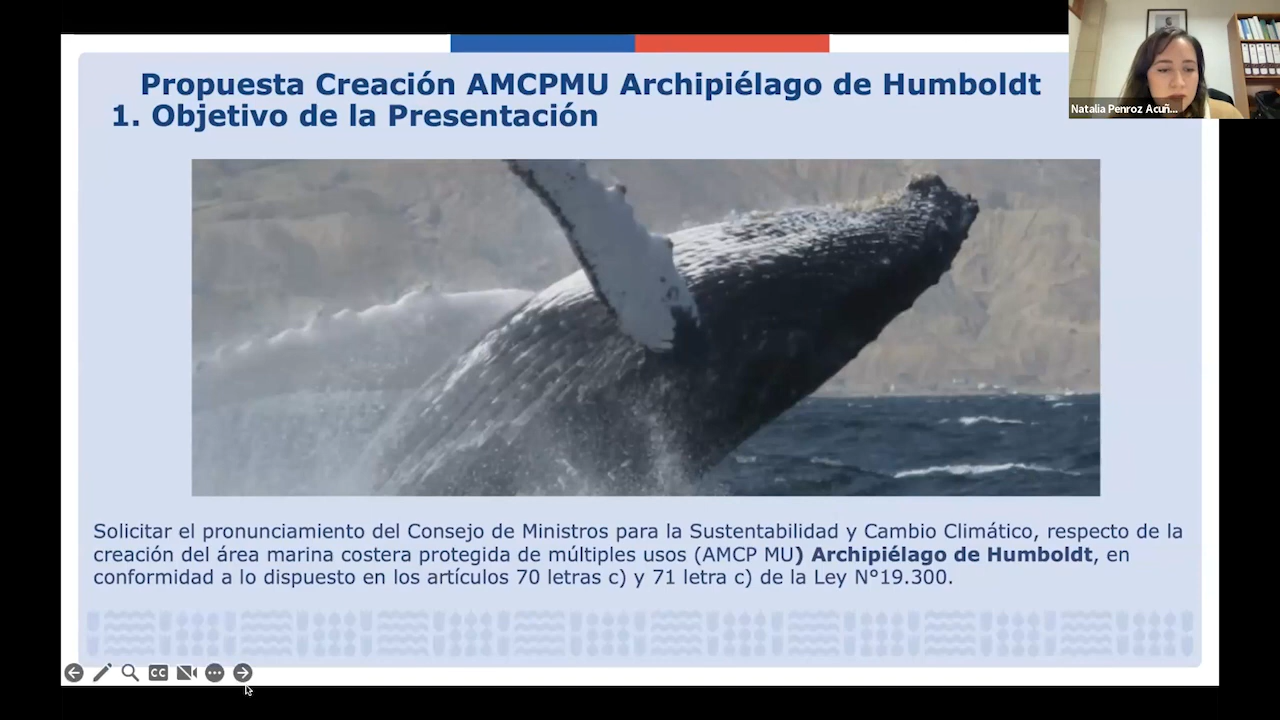 Propuesta Creación AMCPMU Archipiélago de Humboldt
1. Objetivo de la Presentación
Natalia Penroz Acuñ...
Solicitar el pronunciamiento del Consejo de Ministros para la Sustentabilidad y Cambio Climático, respecto de la
creación del área marina costera protegida de múltiples usos (AMCP MU) Archipiélago de Humboldt, en
conformidad a lo dispuesto en los artículos 70 letras c) y 71 letra c) de la Ley N°19.300.
CC